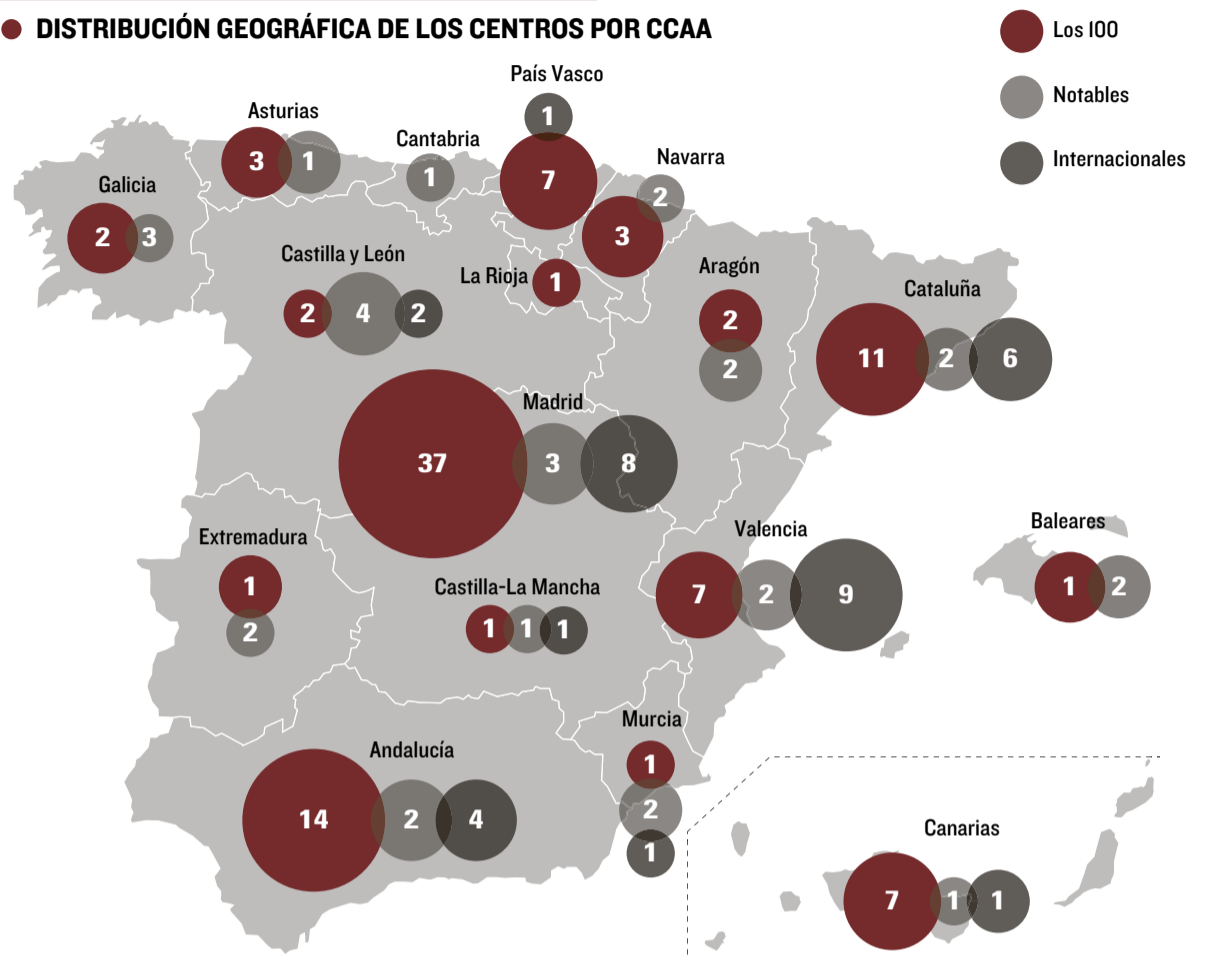 DISTRIBUCIÓN GEOGRÁFICA DE LOS CENTROS POR CCAA
Los 100
Notables
Internacionales
País Vasco
1
7
Asturias
3 1
Cantabria
1
Navarra
2
3
Galicia
2 3
Castilla y León
2 4 2
La Rioja 1
Aragón
2
2
Cataluña
11 2 6
Madrid
37 3 8
Extremadura
1
2
Castilla-La Mancha
1 1 1
Valencia
7 2 9
Baleares
1 2
Andalucía
14 2 4
Murcia
1
2
1
Canarias
7 1 1